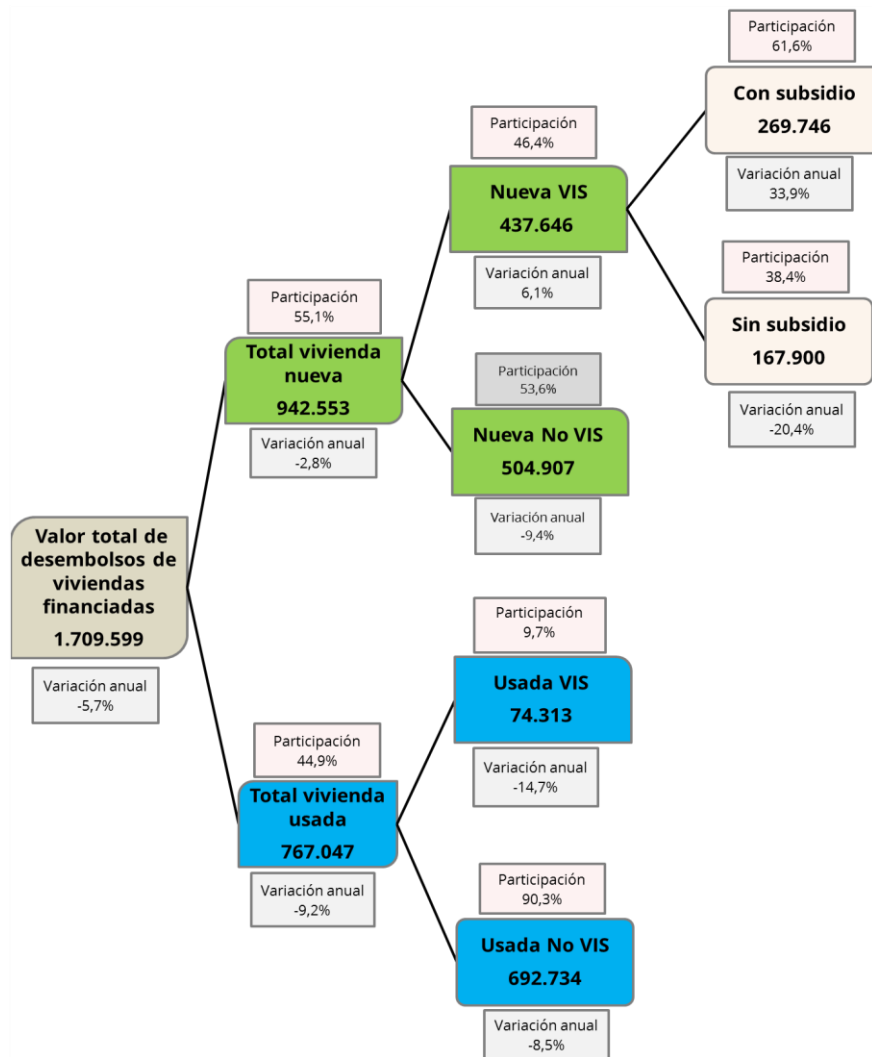 Participación
61,6%
Con subsidio
269.746
Variación anual
33,9%
Participación
46,4%
Nueva VIS
437.646
Variación anual
6,1%
Participación
38,4%
Sin subsidio
167.900
Variación anual
-20,4%
Participación
55,1%
Total vivienda
nueva
942.553
Variación anual
-2,8%
Participación
53,6%
Nueva No VIS
504.907
Variación anual
-9,4%
Valor total de
desembolsos de
viviendas
financiadas
1.709.599
Variación anual
-5,7%
Participación
9,7%
Usada VIS
74.313
Variación anual
-14,7%
Participación
44,9%
Total vivienda
usada
767.047
Variación anual
-9,2%
Participación
90,3%
Usada No VIS
692.734
Variación anual
-8,5%